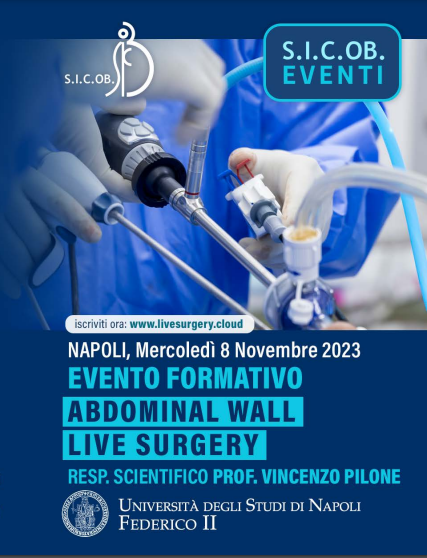 S.I.C.OB.
S.I.C.OB.
EVENTI
iscriviti ora: www.livesurgery.cloud
NAPOLI, Mercoledì 8 Novembre 2023
EVENTO FORMATIVO
ABDOMINAL WALL
LIVE SURGERY
RESP. SCIENTIFICO PROF. VINCENZO PILONE
UNIVERSITÀ DEGLI STUDI DI NAPOLI
FEDERICO II